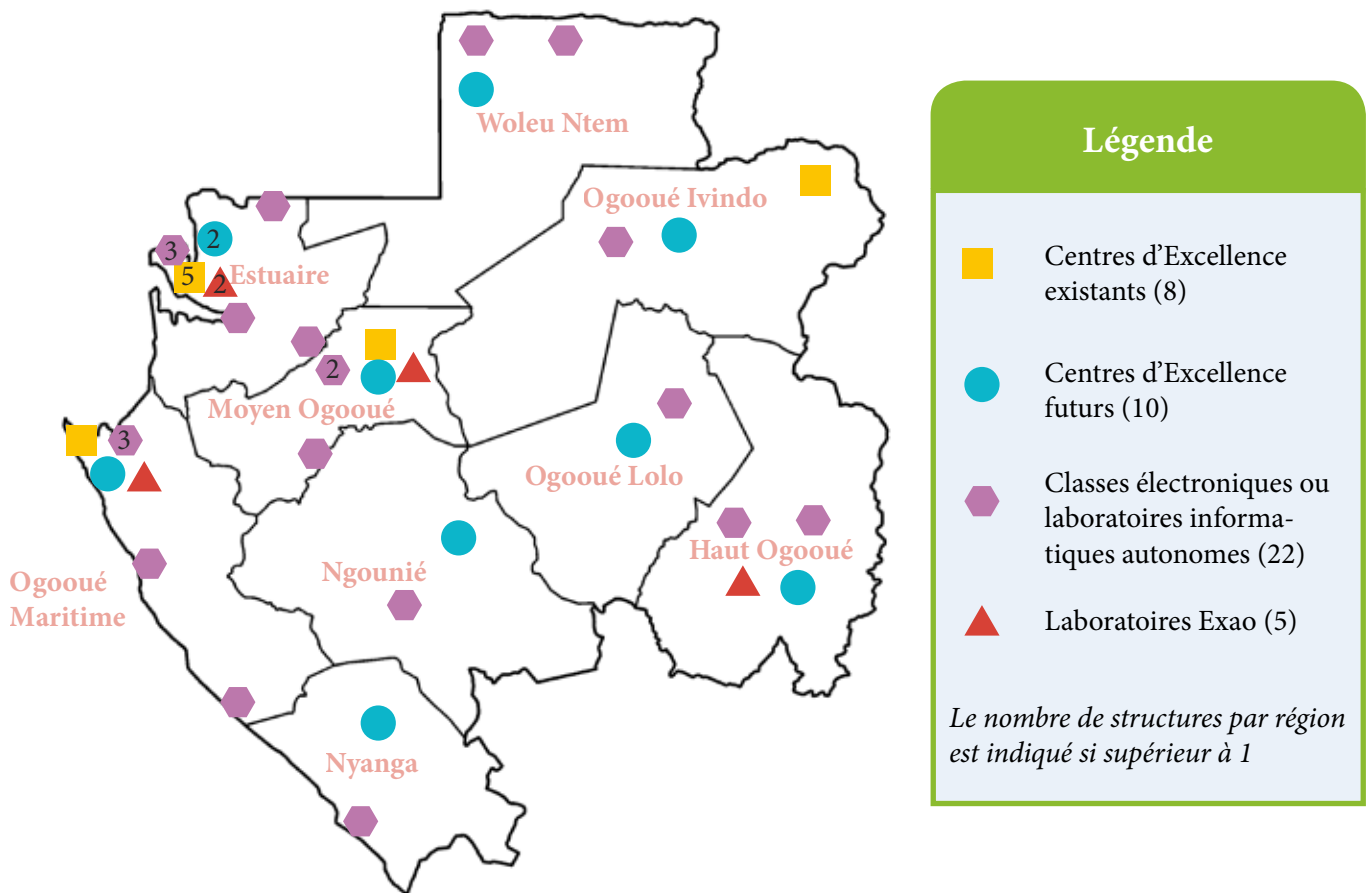 Woleu Ntem
Ogooué Ivindo
2
3
Estuaire
5
2
2
Moyen Ogooué
3
Ogooué Lolo
Haut Ogooué
Ngounié
Ogooué
Maritime
Nyanga
Légende
Centres d’Excellence
existants (8)
Centres d’Excellence
futurs (10)
Classes électroniques ou
laboratoires informa-
tiques autonomes (22)
Laboratoires Exao (5)
Le nombre de structures par région
est indiqué si supérieur à 1